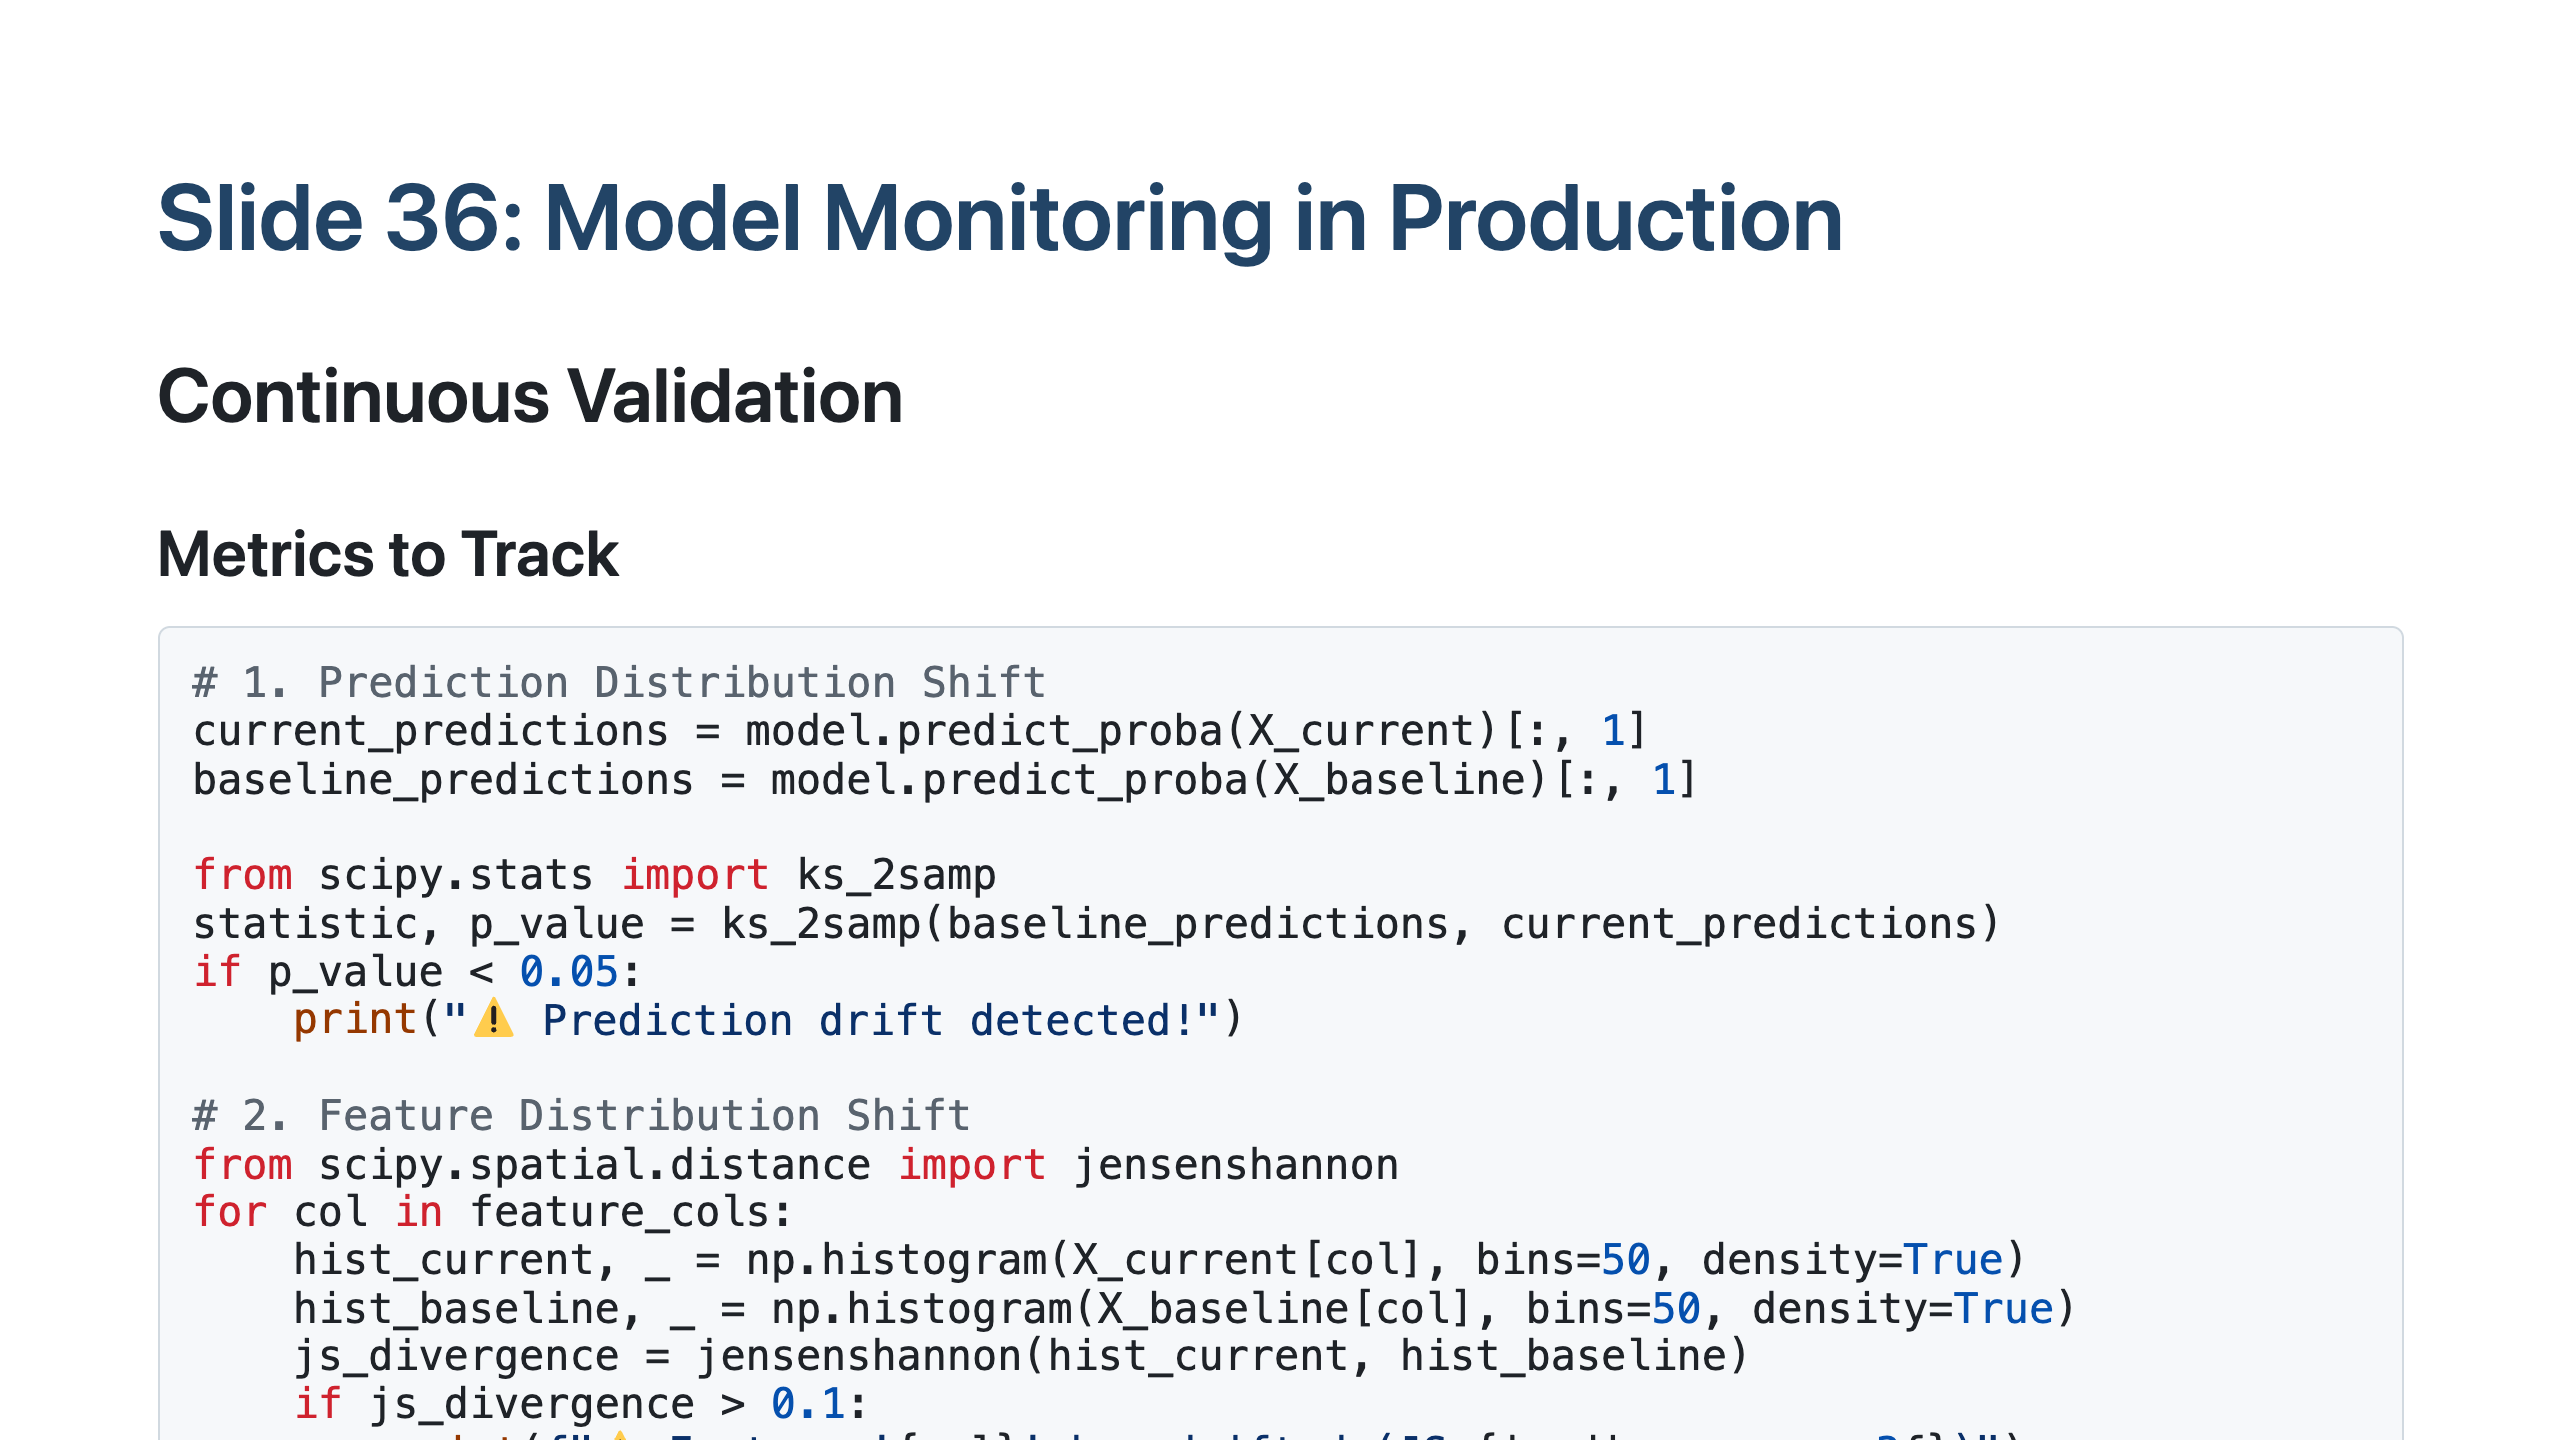 Slide 36: Model Monitoring in Production
Continuous Validation
Metrics to Track
# 1. Prediction Distribution Shift
current_predictions = model.predict_proba(X_current)[:, 1]
baseline_predictions = model.predict_proba(X_baseline)[:, 1]
from scipy.stats import ks_2samp
statistic, p_value = ks_2samp(baseline_predictions, current_predictions)
if p_value < 0.05:
    print("⚠️ Prediction drift detected!")
# 2. Feature Distribution Shift
from scipy.spatial.distance import jensenshannon
for col in feature_cols:
    hist_current, _ = np.histogram(X_current[col], bins=50, density=True)
    hist_baseline, _ = np.histogram(X_baseline[col], bins=50, density=True)
    js_divergence = jensenshannon(hist_current, hist_baseline)
    if js_divergence > 0.1: